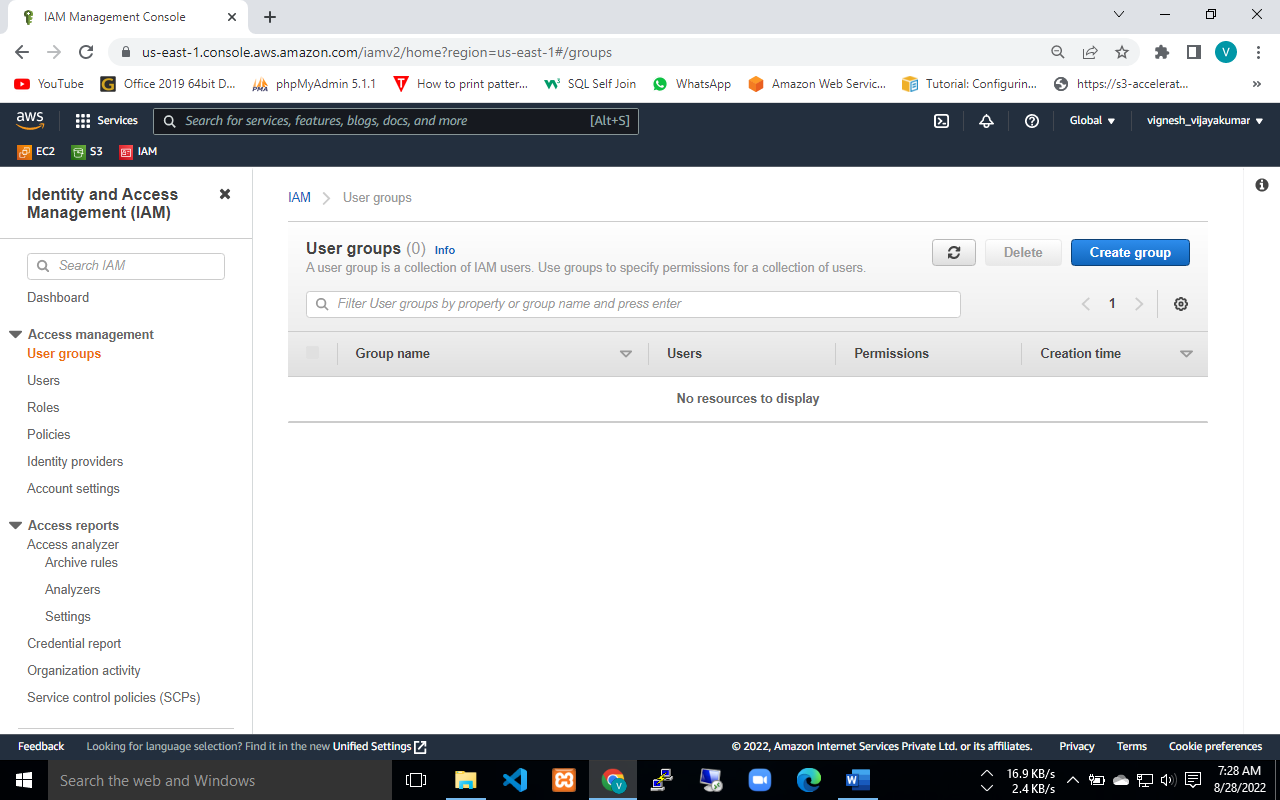 IAM Management Console
us-east-1.console.aws.amazon.com/iamv2/home?region=us-east-1#/groups
V
YouTube
Office 2019 64bit D...
phpMyAdmin 5.1.1
How to print patter...
SQL Self Join
WhatsApp
Amazon Web Servic...
Tutorial: Configurin...
https://s3-accelerat...
»
aws
Services
Search for services, features, blogs, docs, and more
[Alt+S]
Global
vignesh_vijayakumar
EC2
S3
IAM
Identity and Access
Management (IAM)
Search IAM
Dashboard
Access management
User groups
Users
Roles
Policies
Identity providers
Account settings
Access reports
Access analyzer
Archive rules
Analyzers
Settings
Credential report
Organization activity
Service control policies (SCPs)
IAM
User groups
User groups (0) Info
A user group is a collection of IAM users. Use groups to specify permissions for a collection of users.
Delete
Create group
Filter User groups by property or group name and press enter
1
Group name
Users
Permissions
Creation time
No resources to display
Feedback
Looking for language selection? Find it in the new Unified Settings
© 2022, Amazon Internet Services Private Ltd. or its affiliates.
Privacy
Terms
Cookie preferences
Search the web and Windows
16.9 KB/s
2.4 KB/s
7:28 AM
8/28/2022